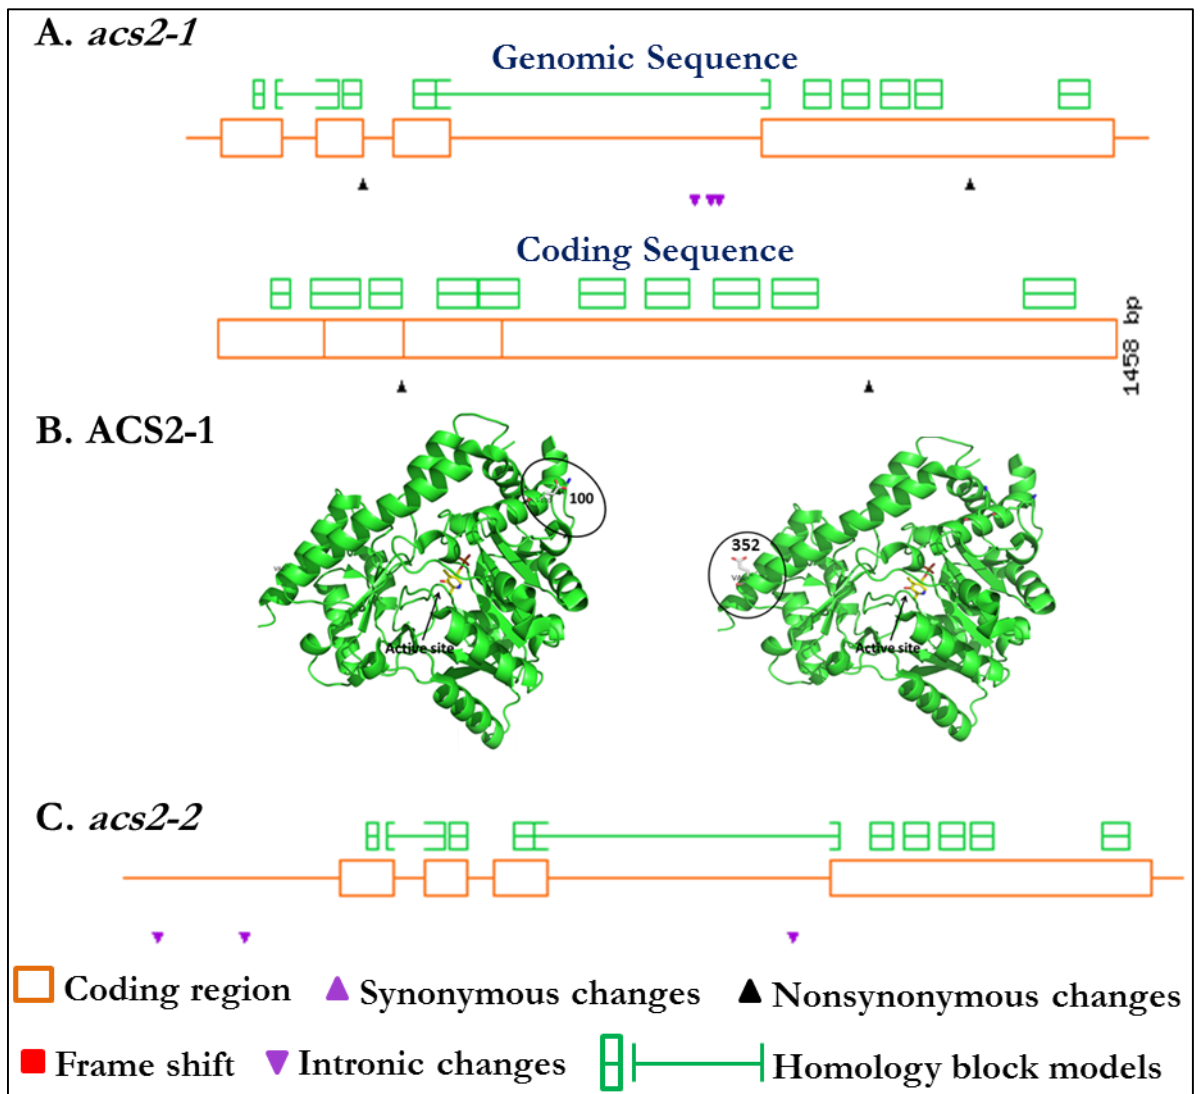 A. acs2-1
Genomic Sequence
Coding Sequence
1458 bp
B. ACS2-1
100
Active site
352
Active site
C. acs2-2
Coding region
Synonymous changes
Nonsynonymous changes
Frame shift
Intronic changes
Homology block models